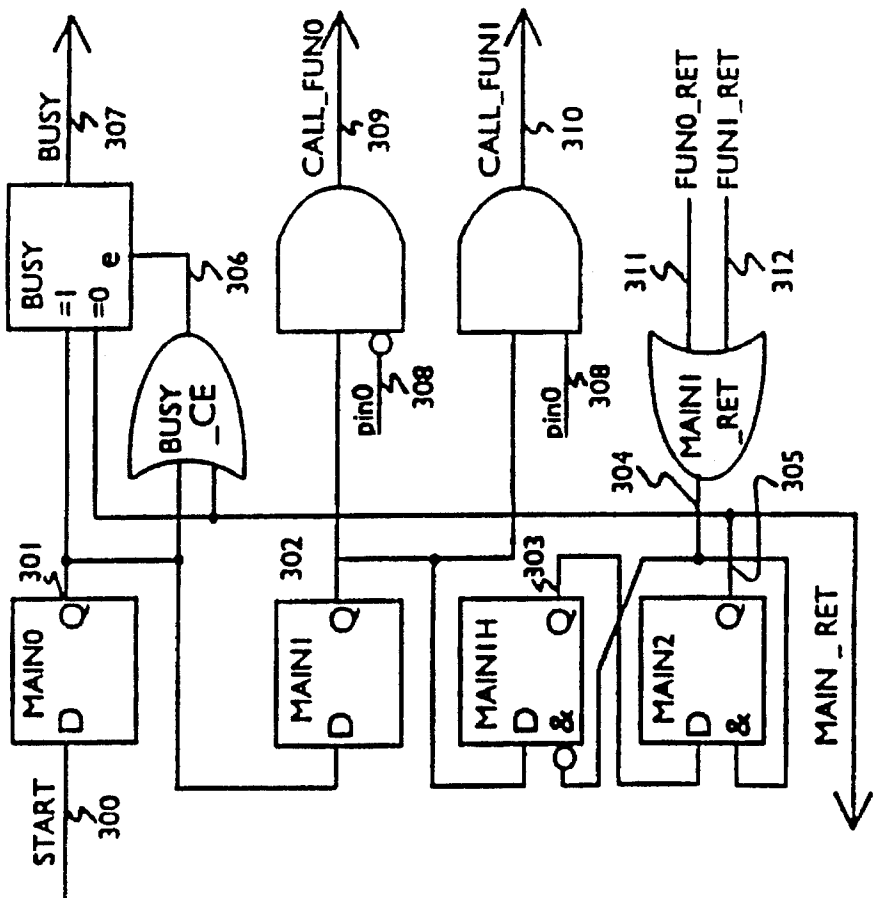 START
300
MAIN0
D
Q
301
BUSY
=1
=0
e
BUSY
307
BUSY
_CE
306
MAIN1
D
Q
302
pin0
308
CALL_FUN0
309
MAIN1H
D
&
Q
303
pin0
308
CALL_FUN1
310
MAIN2
D
&
Q
304
305
MAIN1
_RET
311
312
FUN0_RET
FUN1_RET
MAIN_RET